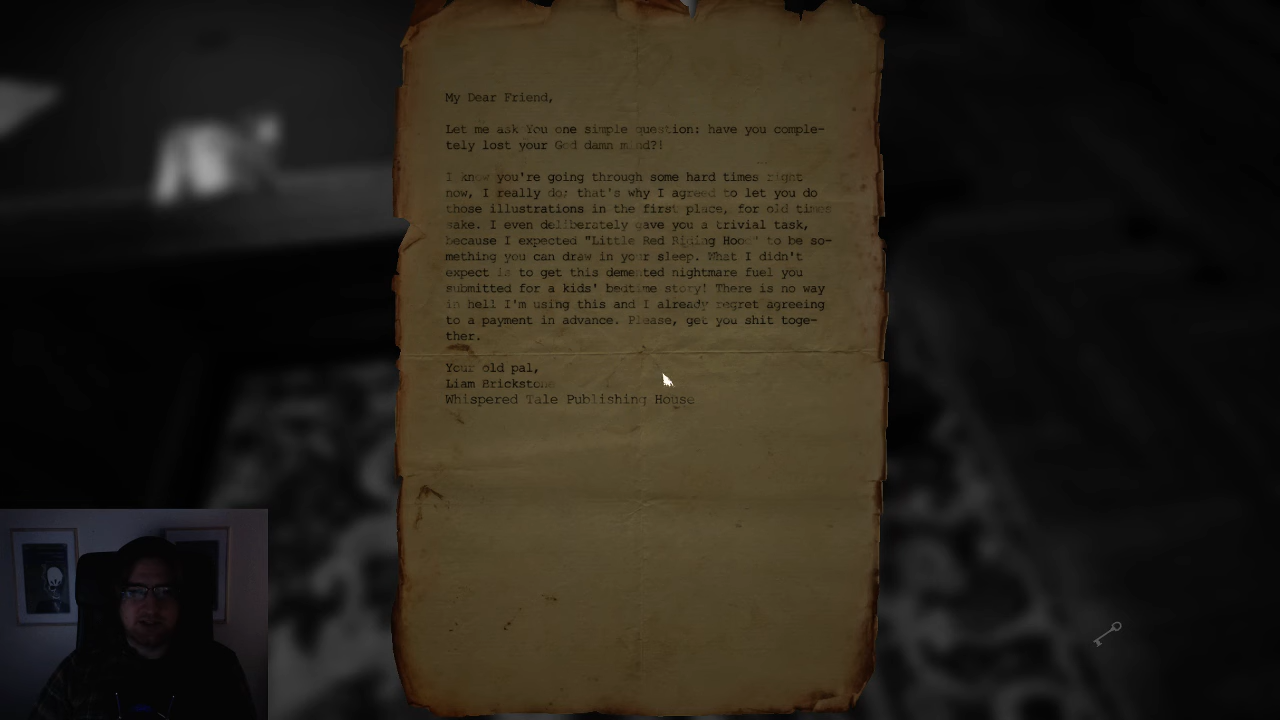 My Dear Friend,
Let me ask You one simple question: have you comple-
tely lost your God damn mind?!
I know you're going through some hard times right
now, I really do; that's why I agreed to let you do
those illustrations in the first place, for old times
sake. I even deliberately gave you a trivial task,
because I expected "Little Red Riding Hood" to be so-
mething you can draw in your sleep. What I didn't
expect is to get this demented nightmare fuel you
submitted for a kids' bedtime story! There is no way
in hell I'm using this and I already regret agreeing
to a payment in advance. Please, get you shit toge-
ther.
Your old pal,
Liam Brickstone
Whispered Tale Publishing House